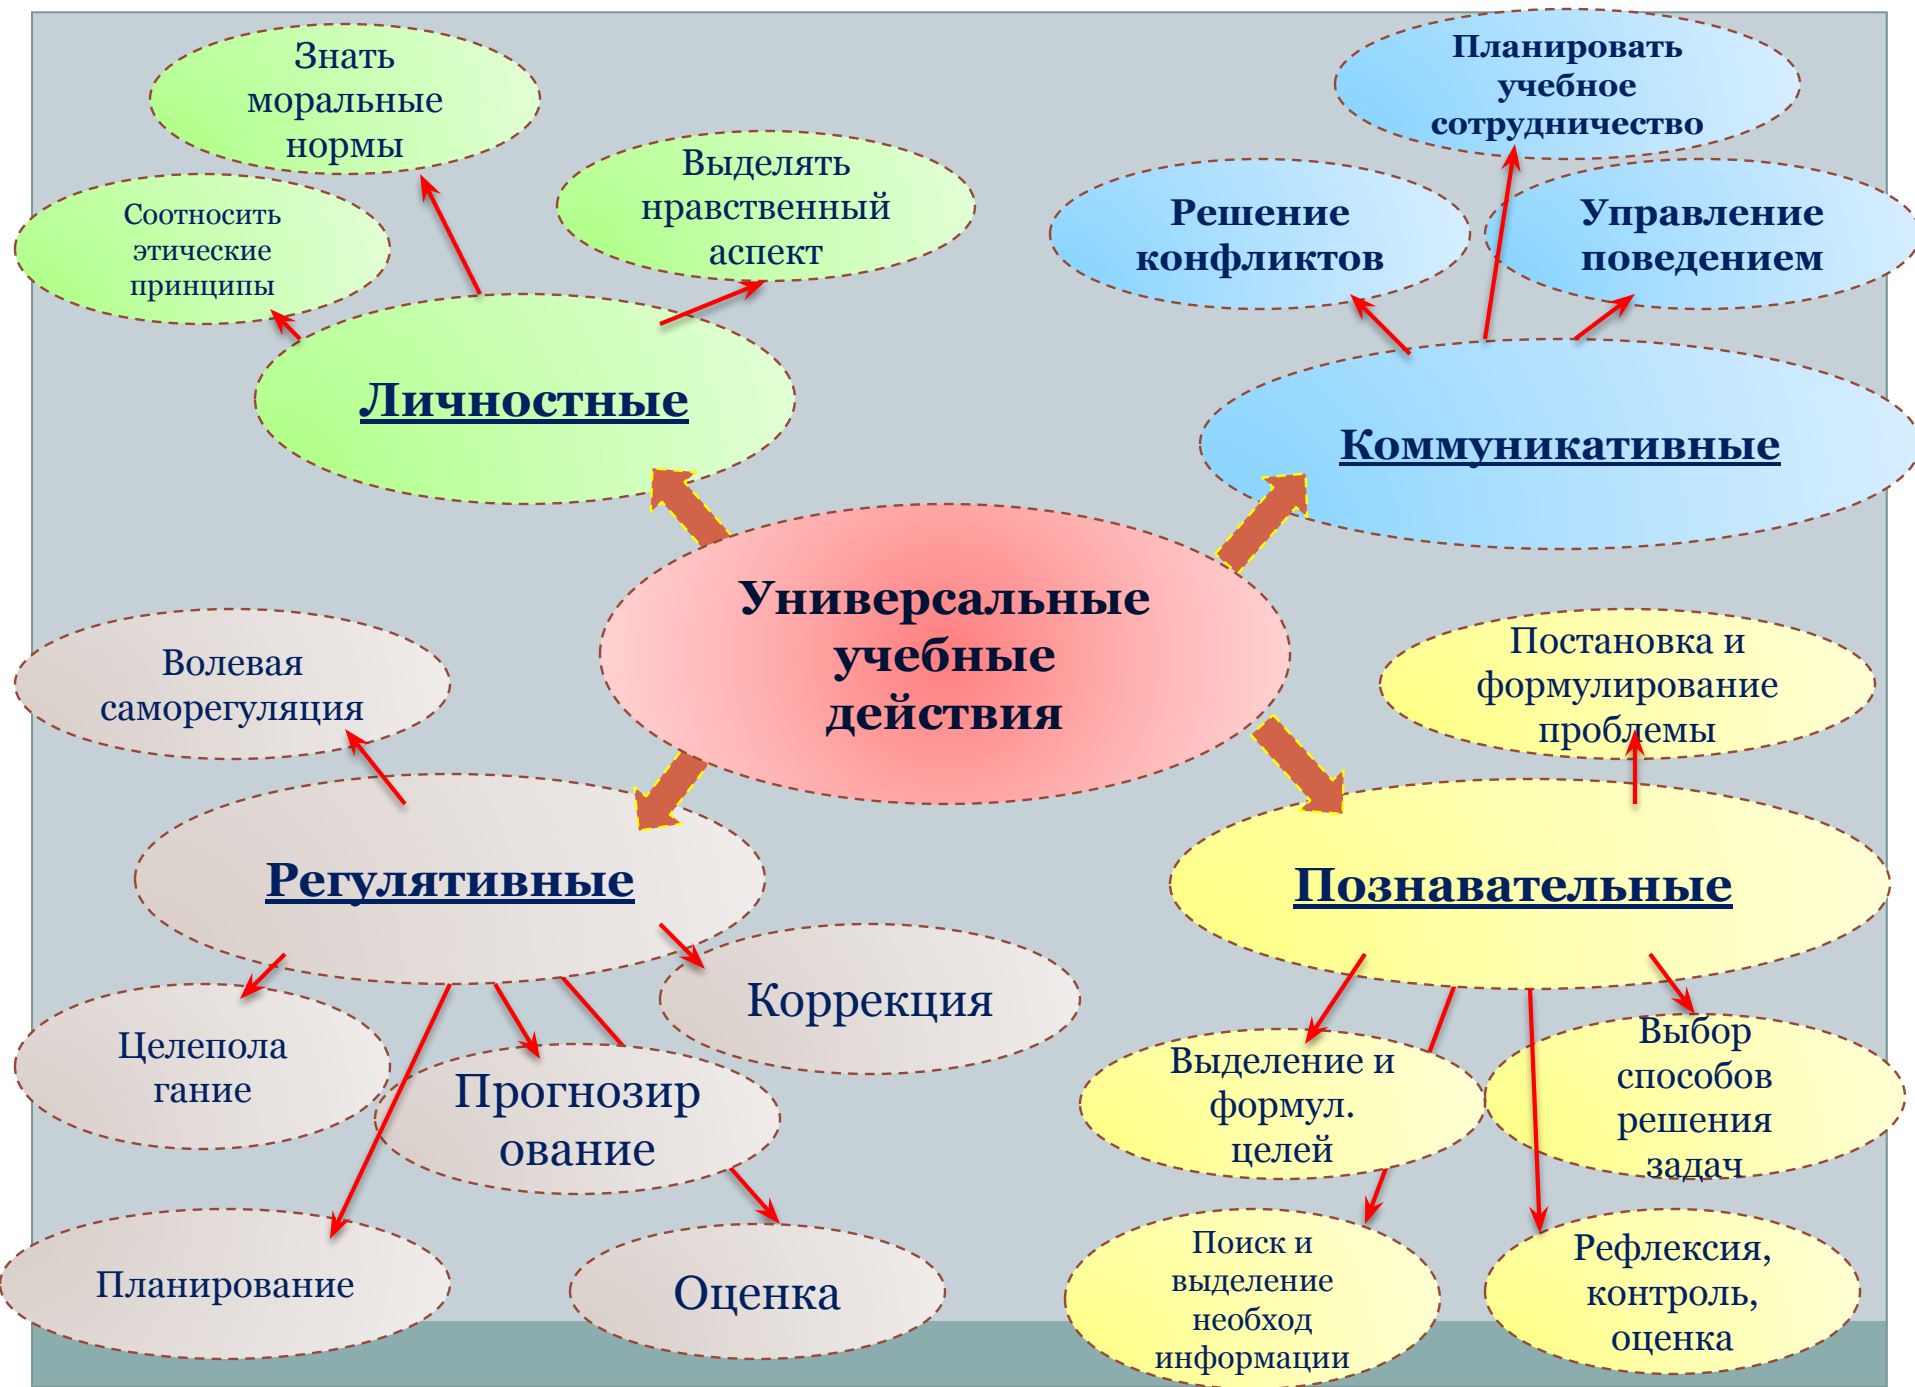 Знать
моральные
нормы
Соотносить
этические
принципы
Выделять
нравственный
аспект
Личностные
Планировать
учебное
сотрудничество
Решение
конфликтов
Управление
поведением
Коммуникативные
Универсальные
учебные
действия
Волевая
саморегуляция
Регулятивные
Коррекция
Целепола
гание
Прогнозир
ование
Планирование
Оценка
Постановка и
формулирование
проблемы
Познавательные
Выделение и
формул.
целей
Выбор
способов
решения
задач
Поиск и
выделение
необход
информации
Рефлексия,
контроль,
оценка